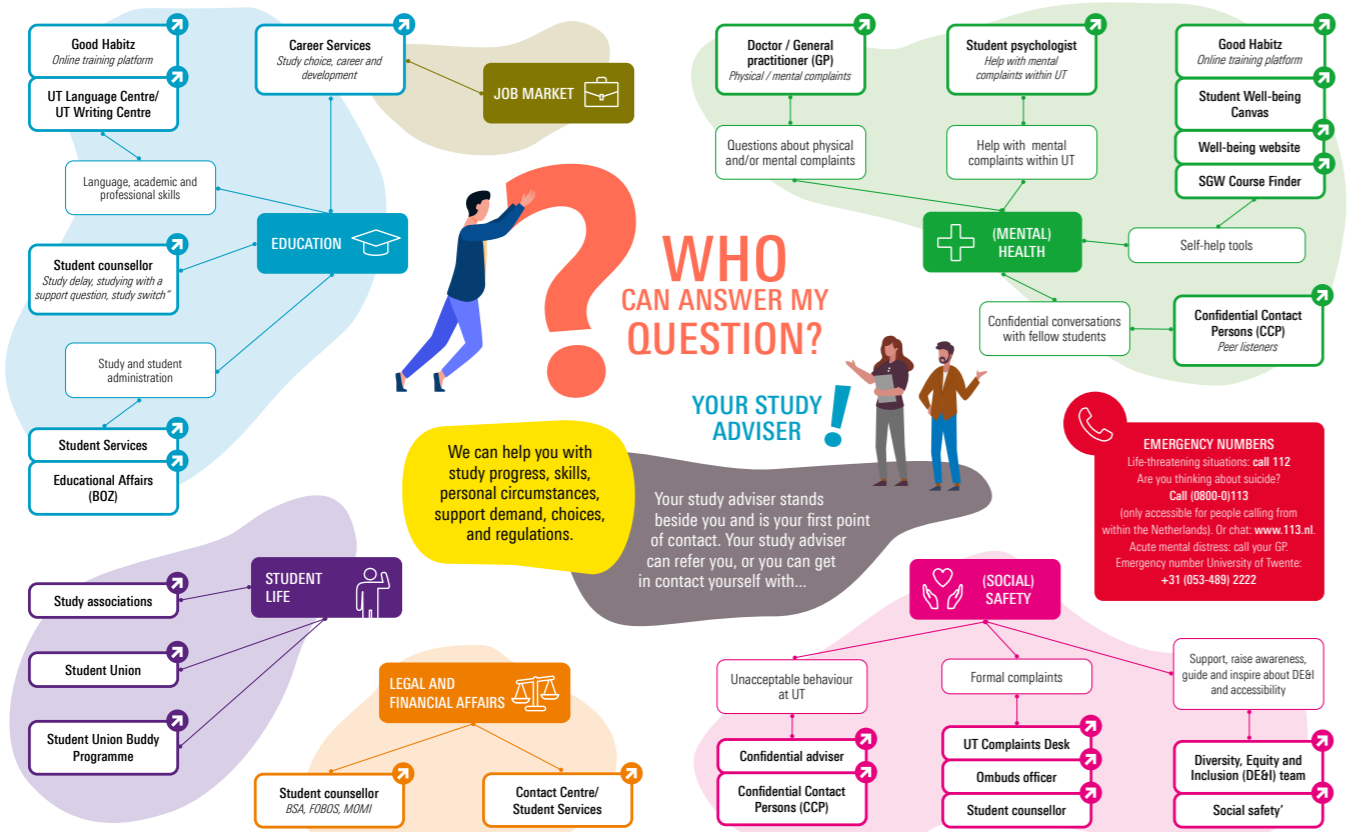 Good Habitz
Online training platform
UT Language Centre/
UT Writing Centre
Language, academic and
professional skills
Career Services
Study choice, career and
development
JOB MARKET
EDUCATION
Student counsellor
Study delay, studying with a
support question, study switch"
Study and student
administration
Student Services
Educational Affairs
(BOZ)
WHO
CAN ANSWER MY
QUESTION?
YOUR STUDY
ADVISER
!
We can help you with
study progress, skills,
personal circumstances,
support demand, choices,
and regulations.
Your study adviser stands
beside you and is your first point
of contact. Your study adviser
can refer you, or you can get
in contact yourself with...
Doctor / General
practitioner (GP)
Physical / mental complaints
Questions about physical
and/or mental complaints
Student psychologist
Help with mental
complaints within UT
Help with mental
complaints within UT
Good Habitz
Online training platform
Student Well-being
Canvas
Well-being website
SGW Course Finder
(MENTAL)
HEALTH
Self-help tools
Confidential conversations
with fellow students
Confidential Contact
Persons (CCP)
Peer listeners
EMERGENCY NUMBERS
Life-threatening situations: call 112
Are you thinking about suicide?
Call (0800-0)113
(only accessible for people calling from
within the Netherlands). Or chat: www.113.nl.
Acute mental distress: call your GP.
Emergency number University of Twente:
+31 (053-489) 2222
STUDENT
LIFE
Study associations
Student Union
Student Union Buddy
Programme
LEGAL AND
FINANCIAL AFFAIRS
Student counsellor
BSA, FOBOS, MOMI
Contact Centre/
Student Services
(SOCIAL)
SAFETY
Unacceptable behaviour
at UT
Confidential adviser
Confidential Contact
Persons (CCP)
Formal complaints
UT Complaints Desk
Ombuds officer
Student counsellor
Support, raise awareness,
guide and inspire about DE&I
and accessibility
Diversity, Equity and
Inclusion (DE&I) team
Social safety'